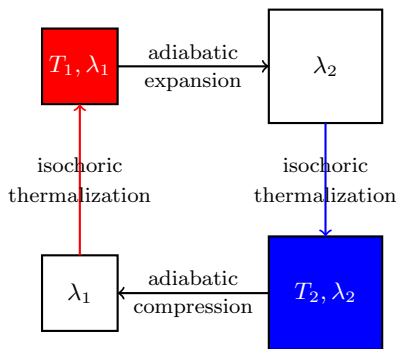 T₁, λ₁
adiabatic
expansion
λ₂
isochoric
thermalization
isochoric
thermalization
λ₁
adiabatic
compression
T₂, λ₂